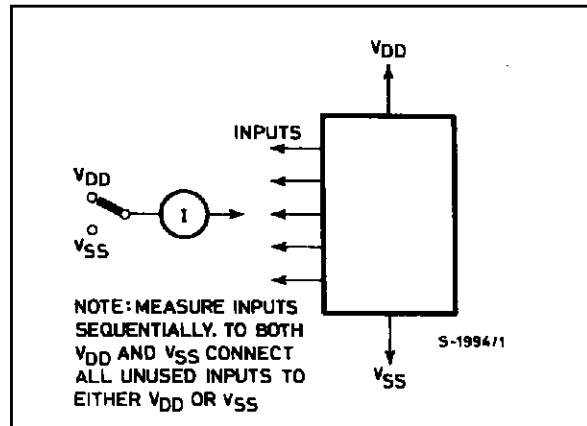 VDD
INPUTS
VDD
I
VSS
NOTE: MEASURE INPUTS
SEQUENTIALLY. TO BOTH
VDD AND VSS CONNECT
ALL UNUSED INPUTS TO
EITHER VDD OR VSS
S-1994/1
VSS